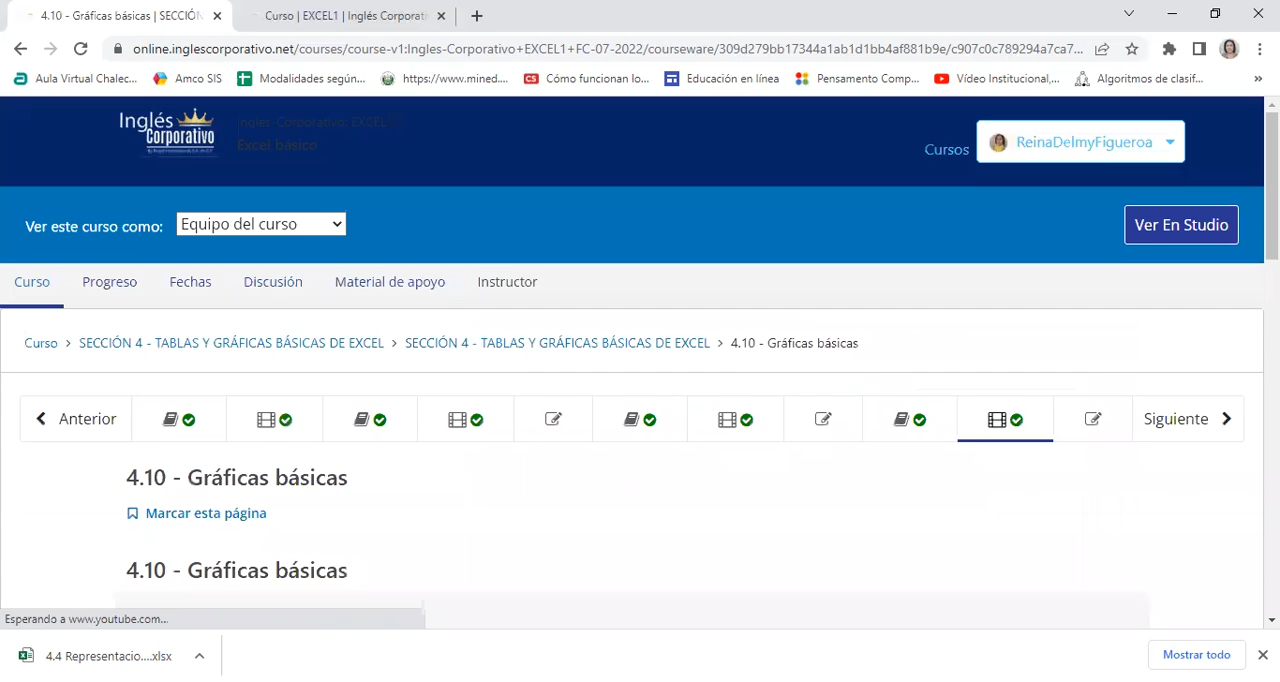 4.10 - Gráficas básicas | SECCIÓN
Curso | EXCEL1 | Inglés Corporati
online.inglescorporativo.net/courses/course-v1:Ingles-Corporativo+EXCEL1+FC-07-2022/courseware/309d279bb17344a1ab1d1bb4af881b9e/c907c0c789294a7ca7...
Aula Virtual Chalec... Amco SIS Modalidades según... https://www.mined.... Cómo funcionan lo... Educación en línea Pensamento Comp... Vídeo Institucional,... Algoritmos de clasif... »
Inglés Corporativo
Ingles-Corporativo: EXCEL1
Excel básico
Cursos ReinaDelmyFigueroa
Ver este curso como: Equipo del curso Ver En Studio
Curso Progreso Fechas Discusión Material de apoyo Instructor
Curso > SECCIÓN 4 - TABLAS Y GRÁFICAS BÁSICAS DE EXCEL > SECCIÓN 4 - TABLAS Y GRÁFICAS BÁSICAS DE EXCEL > 4.10 - Gráficas básicas
Anterior Siguiente
4.10 - Gráficas básicas
Marcar esta página
4.10 - Gráficas básicas
Esperando a www.youtube.com...
4.4 Representacio....xlsx Mostrar todo